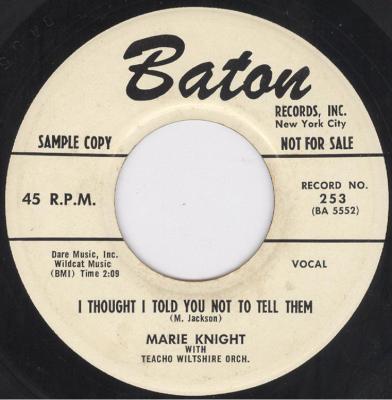 Baton
RECORDS, INC.
New York City
SAMPLE COPY
NOT FOR SALE
45 R.P.M.
RECORD NO.
253
(BA 5552)
Dare Music, Inc.
Wildcat Music
(BMI) Time 2:09
VOCAL
I THOUGHT I TOLD YOU NOT TO TELL THEM
(M. Jackson)
MARIE KNIGHT
WITH
TEACHO WILTSHIRE ORCH.